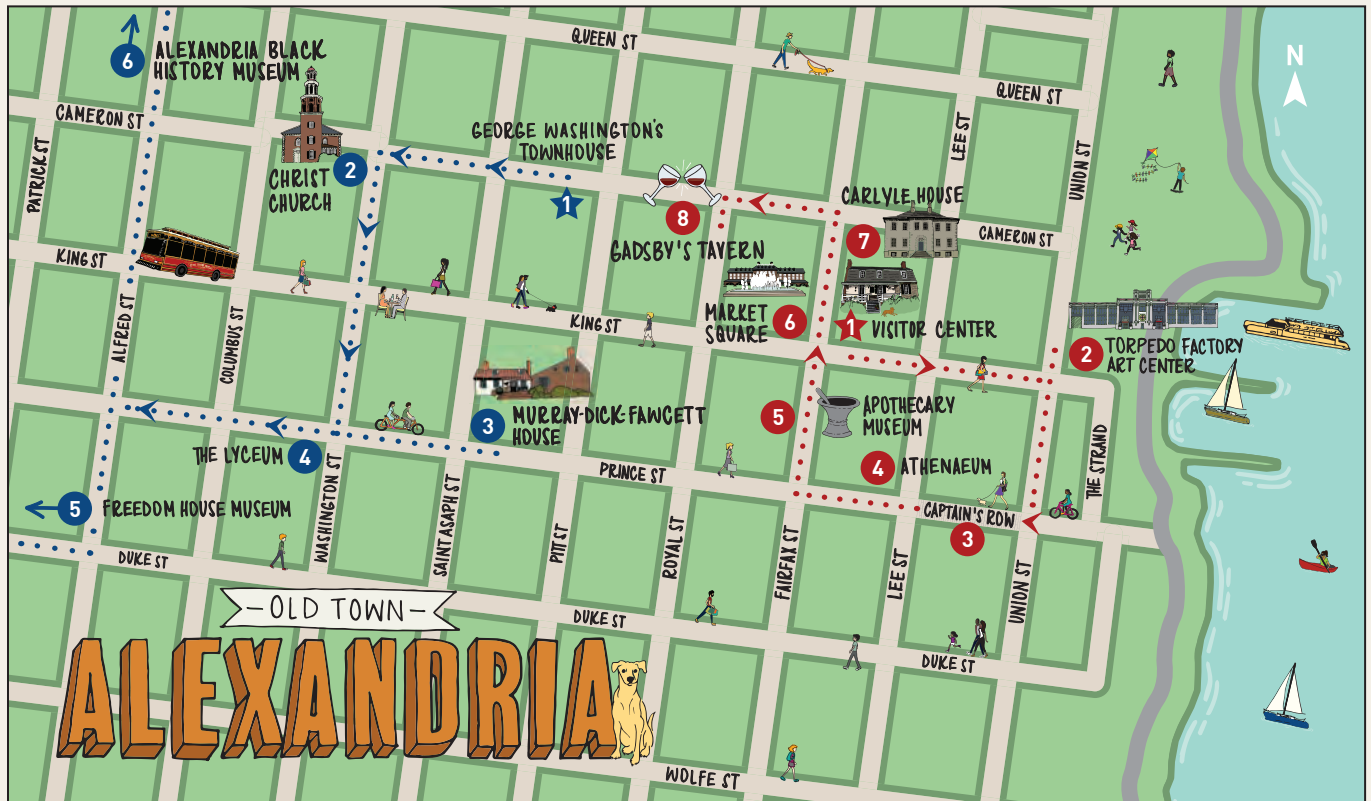 QUEEN ST
N
6
ALEXANDRIA BLACK
HISTORY MUSEUM
QUEEN ST
CAMERON ST
GEORGE WASHINGTON'S
TOWNHOUSE
LEE ST
UNION ST
PATRICK ST
CHRIST
CHURCH
2
1
8
GADSBY'S TAVERN
CARLYLE HOUSE
7
CAMERON ST
KING ST
MARKET
SQUARE
6
1
VISITOR CENTER
KING ST
2
TORPEDO FACTORY
ART CENTER
ALFRED ST
COLUMBUS ST
3
MURRAY-DICK-FAWCETT
HOUSE
5
APOTHECARY
MUSEUM
THE LYCEUM
4
4
ATHENAEUM
THE STRAND
PRINCE ST
5
FREEDOM HOUSE MUSEUM
WASHINGTON ST
SAINT ASAPH ST
PITT ST
ROYAL ST
FAIRFAX ST
LEE ST
CAPTAIN'S ROW
3
UNION ST
DUKE ST
DUKE ST
DUKE ST
-OLD TOWN-
ALEXANDRIA
WOLFE ST